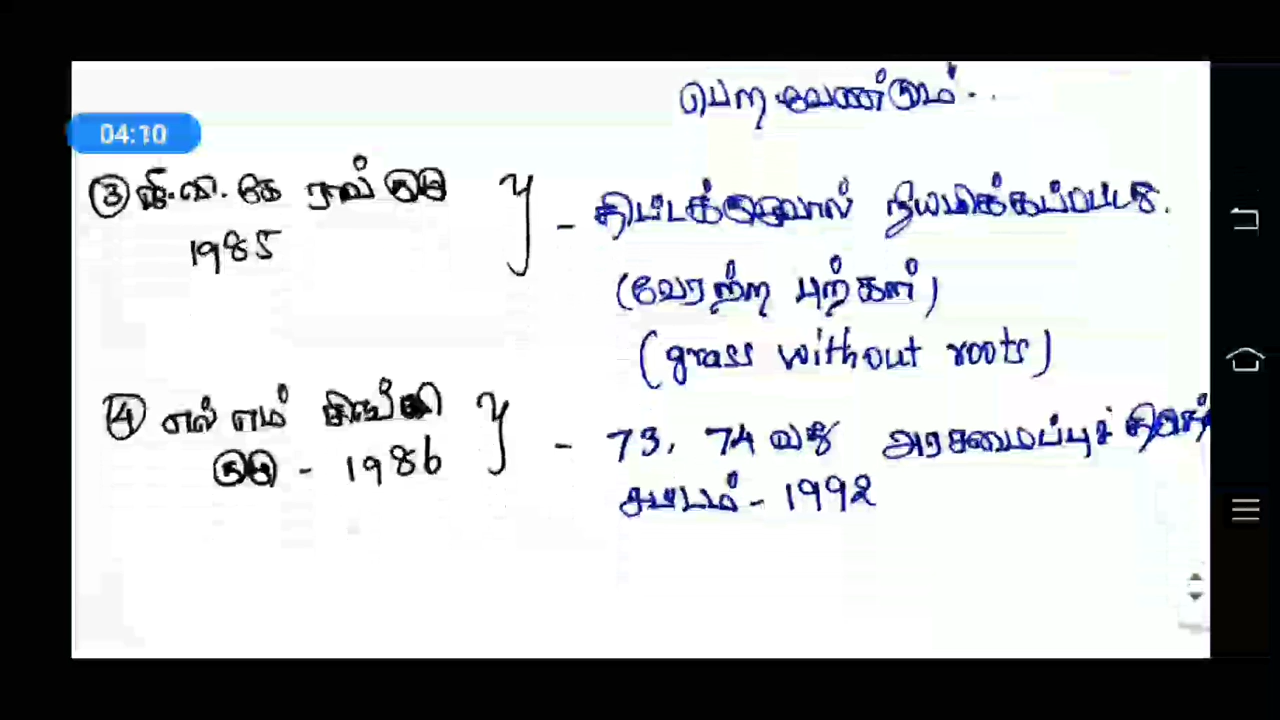 பெற வேண்டும்.
04:10
③ ஜி.வி.கே ராவ் குழு } - திட்டக்குழுவால் நியமிக்கப்பட்டது.
1985
(வேரற்ற புற்கள்)
(grass without roots)
④ எல் எம் சிங்வி } - 73, 74 வது அரசமைப்புச் திருத்
குழு - 1986
சட்டம் - 1992